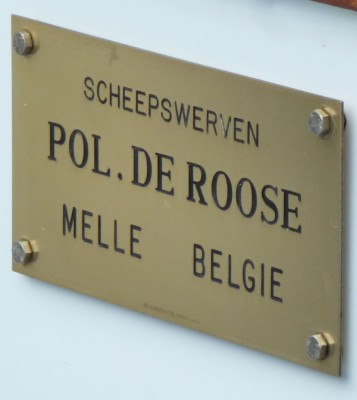 SCHEEPSWERVEN
POL. DE ROOSE
MELLE BELGIE